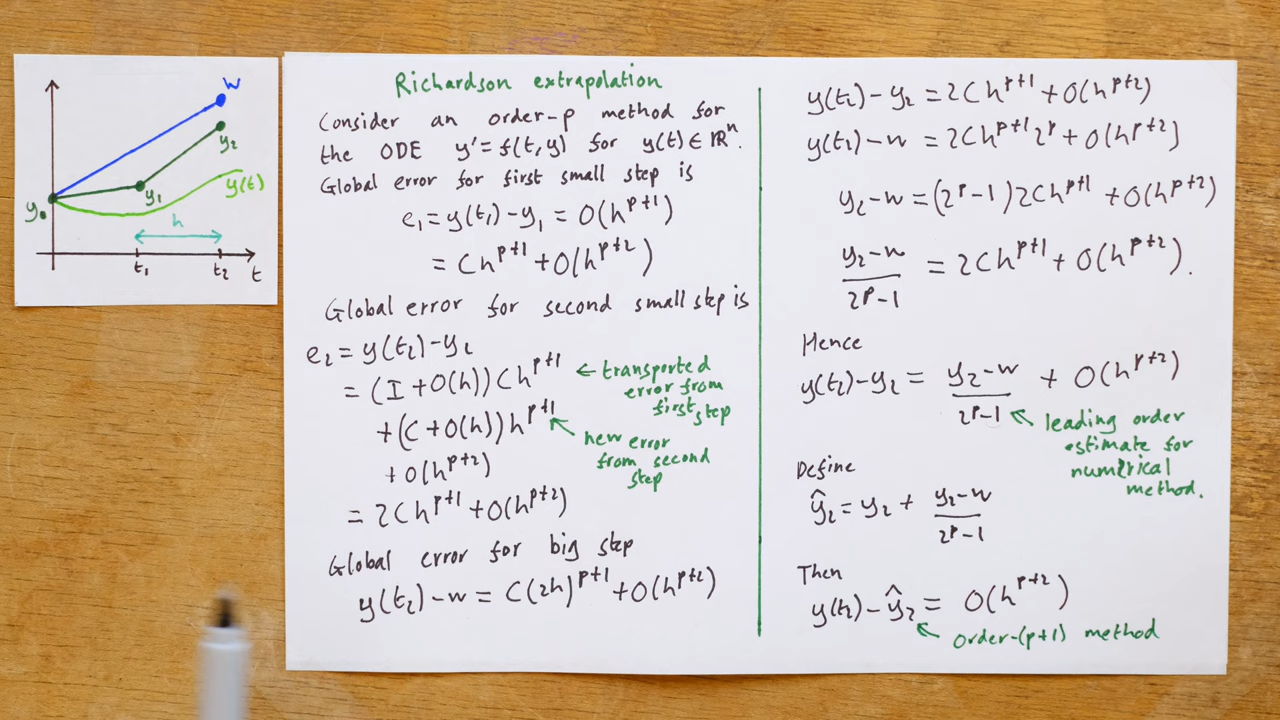 w
y₂
y₁
y(t)
y₀
h
t₁
t₂
t
Richardson extrapolation
Consider an order-p method for
the ODE y'=f(t,y) for y(t)∈ℝⁿ.
Global error for first small step is
e₁=y(t₁)-y₁=O(h^{p+1})
=Ch^{p+1}+O(h^{p+2})
Global error for second small step is
e₂=y(t₂)-y₂
=(I+O(h))Ch^{p+1} ← transported
error from
first step
+(C+O(h))h^{p+1}
new error
from second
step
+O(h^{p+2})
=2Ch^{p+1}+O(h^{p+2})
Global error for big step
y(t₂)-w=C(2h)^{p+1}+O(h^{p+2})
y(t₂)-y₂=2Ch^{p+1}+O(h^{p+2})
y(t₂)-w=2Ch^{p+1}2^p+O(h^{p+2})
y₂-w=(2^p-1)2Ch^{p+1}+O(h^{p+2})
\frac{y₂-w}{2^p-1}=2Ch^{p+1}+O(h^{p+2}).
Hence
y(t₂)-y₂=\frac{y₂-w}{2^p-1}+O(h^{p+2})
leading order
estimate for
numerical
method.
Define
ŷ₂=y₂+\frac{y₂-w}{2^p-1}
Then
y(t₂)-ŷ₂=O(h^{p+2})
order-(p+1) method